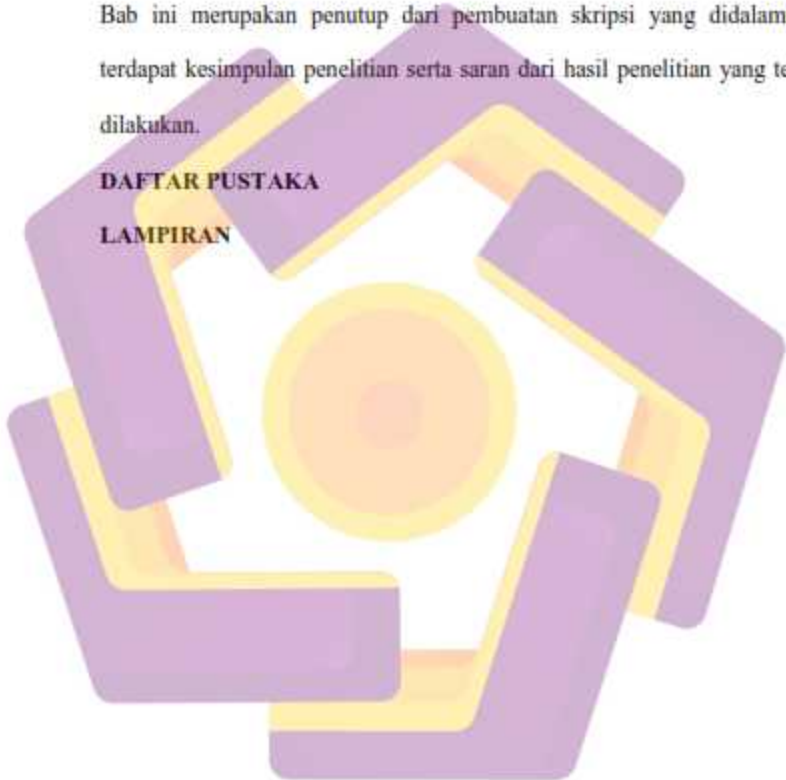 Bab ini merupakan penutup dari pembuatan skripsi yang didalam
terdapat kesimpulan penelitian serta saran dari hasil penelitian yang te
dilakukan.
DAFTAR PUSTAKA
LAMPIRAN